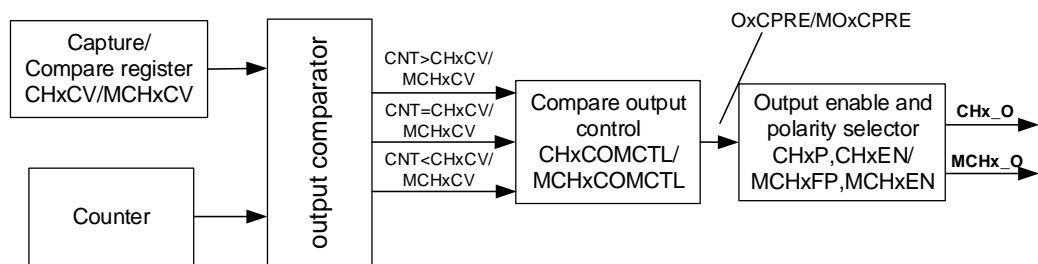 Capture/
Compare register
CHxCV/MCHxCV
Counter
output comparator
CNT>CHxCV/
MCHxCV
CNT=CHxCV/
MCHxCV
CNT<CHxCV/
MCHxCV
Compare output
control
CHxCOMCTL/
MCHxCOMCTL
OxCPRE/MOxCPRE
Output enable and
polarity selector
CHxP,CHxEN/
MCHxFP,MCHxEN
CHx_O
MCHx_O